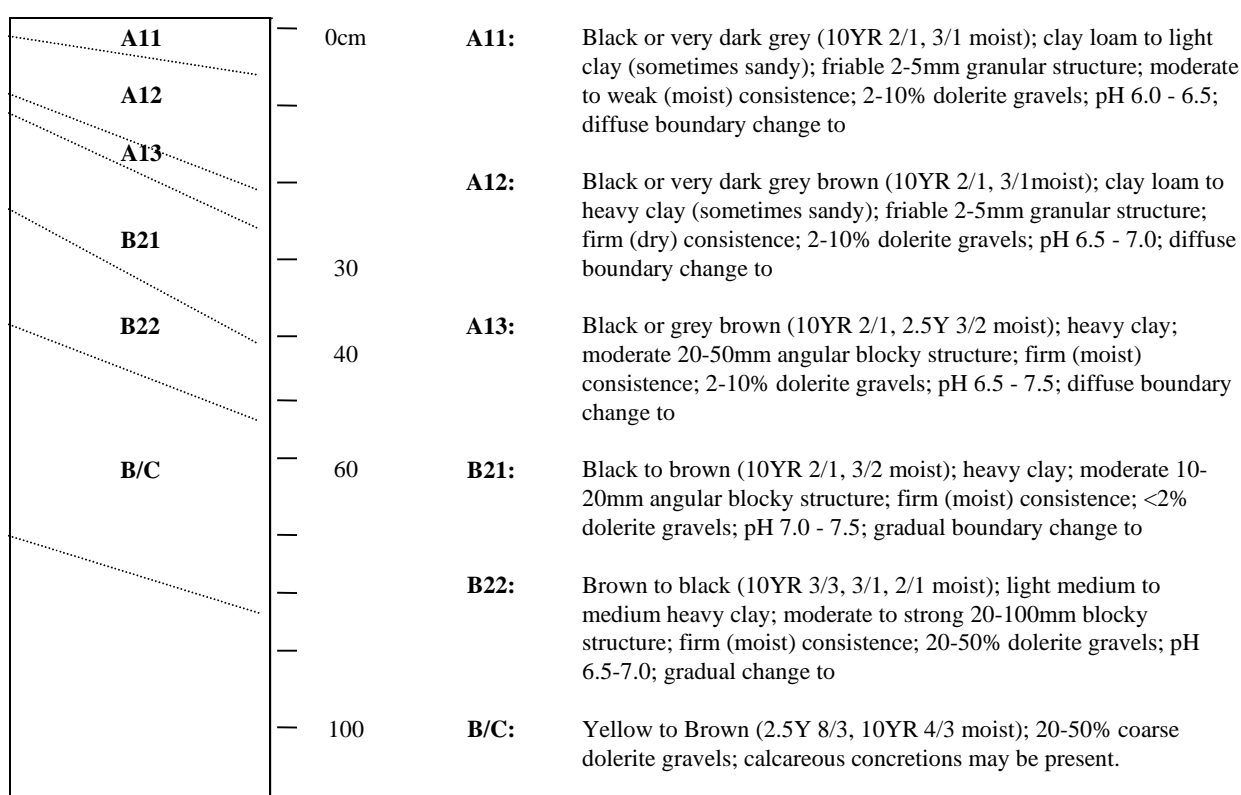 A11
A12
A13
B21
B22
B/C
0cm
30
40
60
100
A11: Black or very dark grey (10YR 2/1, 3/1 moist); clay loam to light
clay (sometimes sandy); friable 2-5mm granular structure; moderate
to weak (moist) consistence; 2-10% dolerite gravels; pH 6.0 - 6.5;
diffuse boundary change to
A12: Black or very dark grey brown (10YR 2/1, 3/1moist); clay loam to
heavy clay (sometimes sandy); friable 2-5mm granular structure;
firm (dry) consistence; 2-10% dolerite gravels; pH 6.5 - 7.0; diffuse
boundary change to
A13: Black or grey brown (10YR 2/1, 2.5Y 3/2 moist); heavy clay;
moderate 20-50mm angular blocky structure; firm (moist)
consistence; 2-10% dolerite gravels; pH 6.5 - 7.5; diffuse boundary
change to
B21: Black to brown (10YR 2/1, 3/2 moist); heavy clay; moderate 10-
20mm angular blocky structure; firm (moist) consistence; <2%
dolerite gravels; pH 7.0 - 7.5; gradual boundary change to
B22: Brown to black (10YR 3/3, 3/1, 2/1 moist); light medium to
medium heavy clay; moderate to strong 20-100mm blocky
structure; firm (moist) consistence; 20-50% dolerite gravels; pH
6.5-7.0; gradual change to
B/C: Yellow to Brown (2.5Y 8/3, 10YR 4/3 moist); 20-50% coarse
dolerite gravels; calcareous concretions may be present.